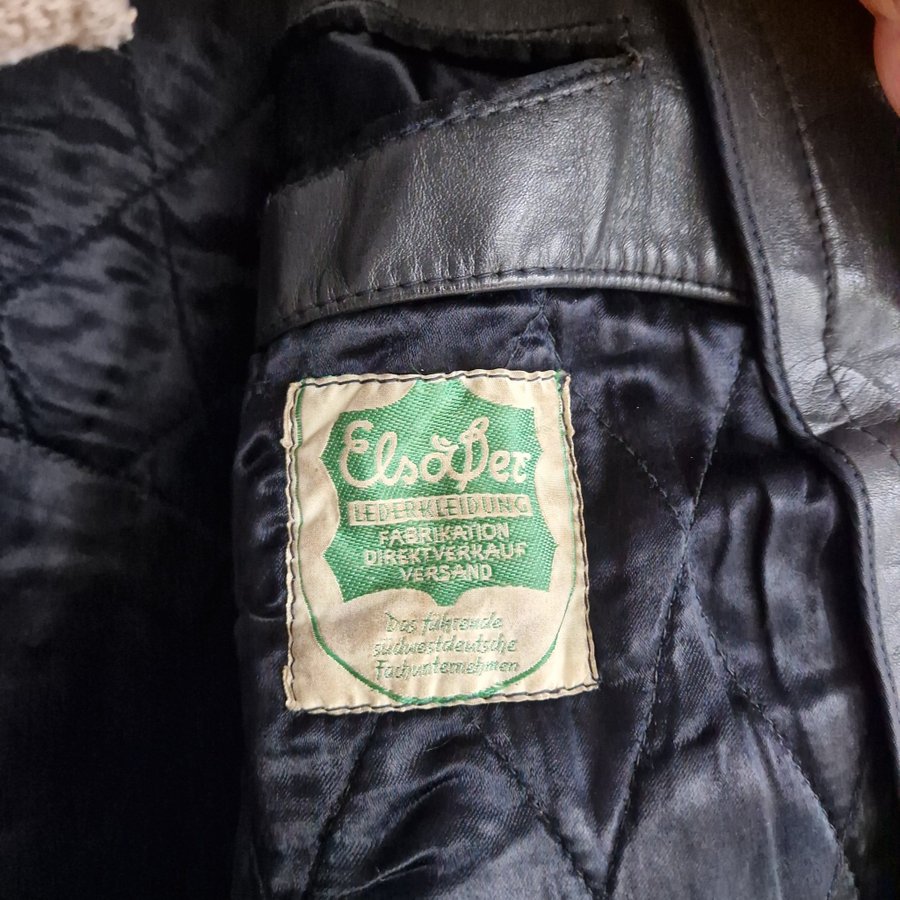 Elsäßer
LEDERKLEIDUNG
FABRIKATION
DIREKTVERKAUF
VERSAND
Das führende
südwestdeutsche
Fachunternehmen